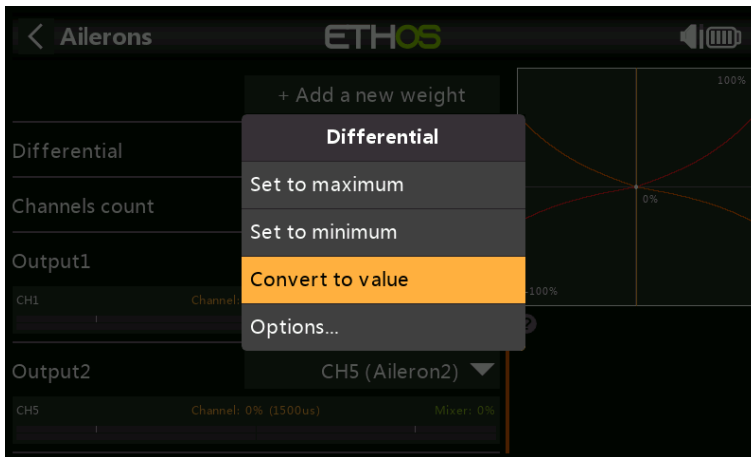 Ailerons
ETHOS
+ Add a new weight
100%
Differential
Differential
Set to maximum
Channels count
0%
Set to minimum
Output1
Convert to value
-100%
CH1 Channel:
Options...
?
Output2 CH5 (Aileron2)
CH5 Channel: 0% (1500us) Mixer: 0%